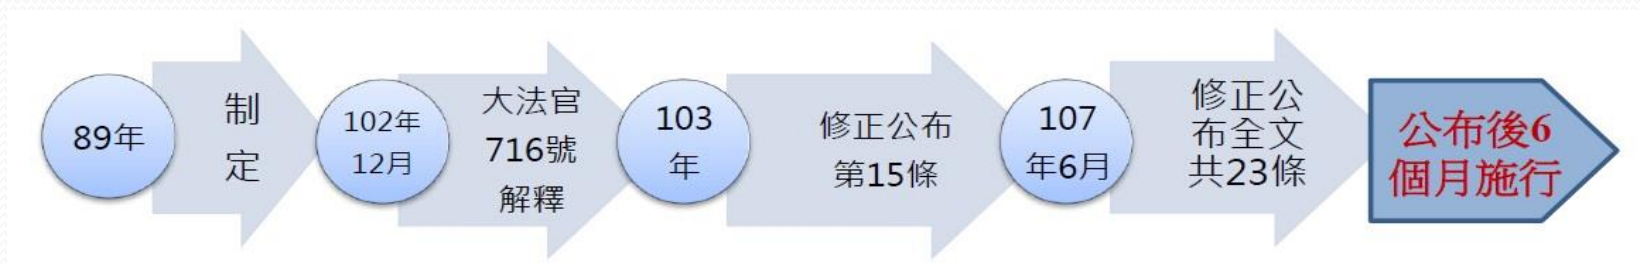 89年
制
定
102年
12月
大法官
716號
解釋
103
年
修正公布
第15條
107
年6月
修正公
布全文
共23條
公布後6
個月施行